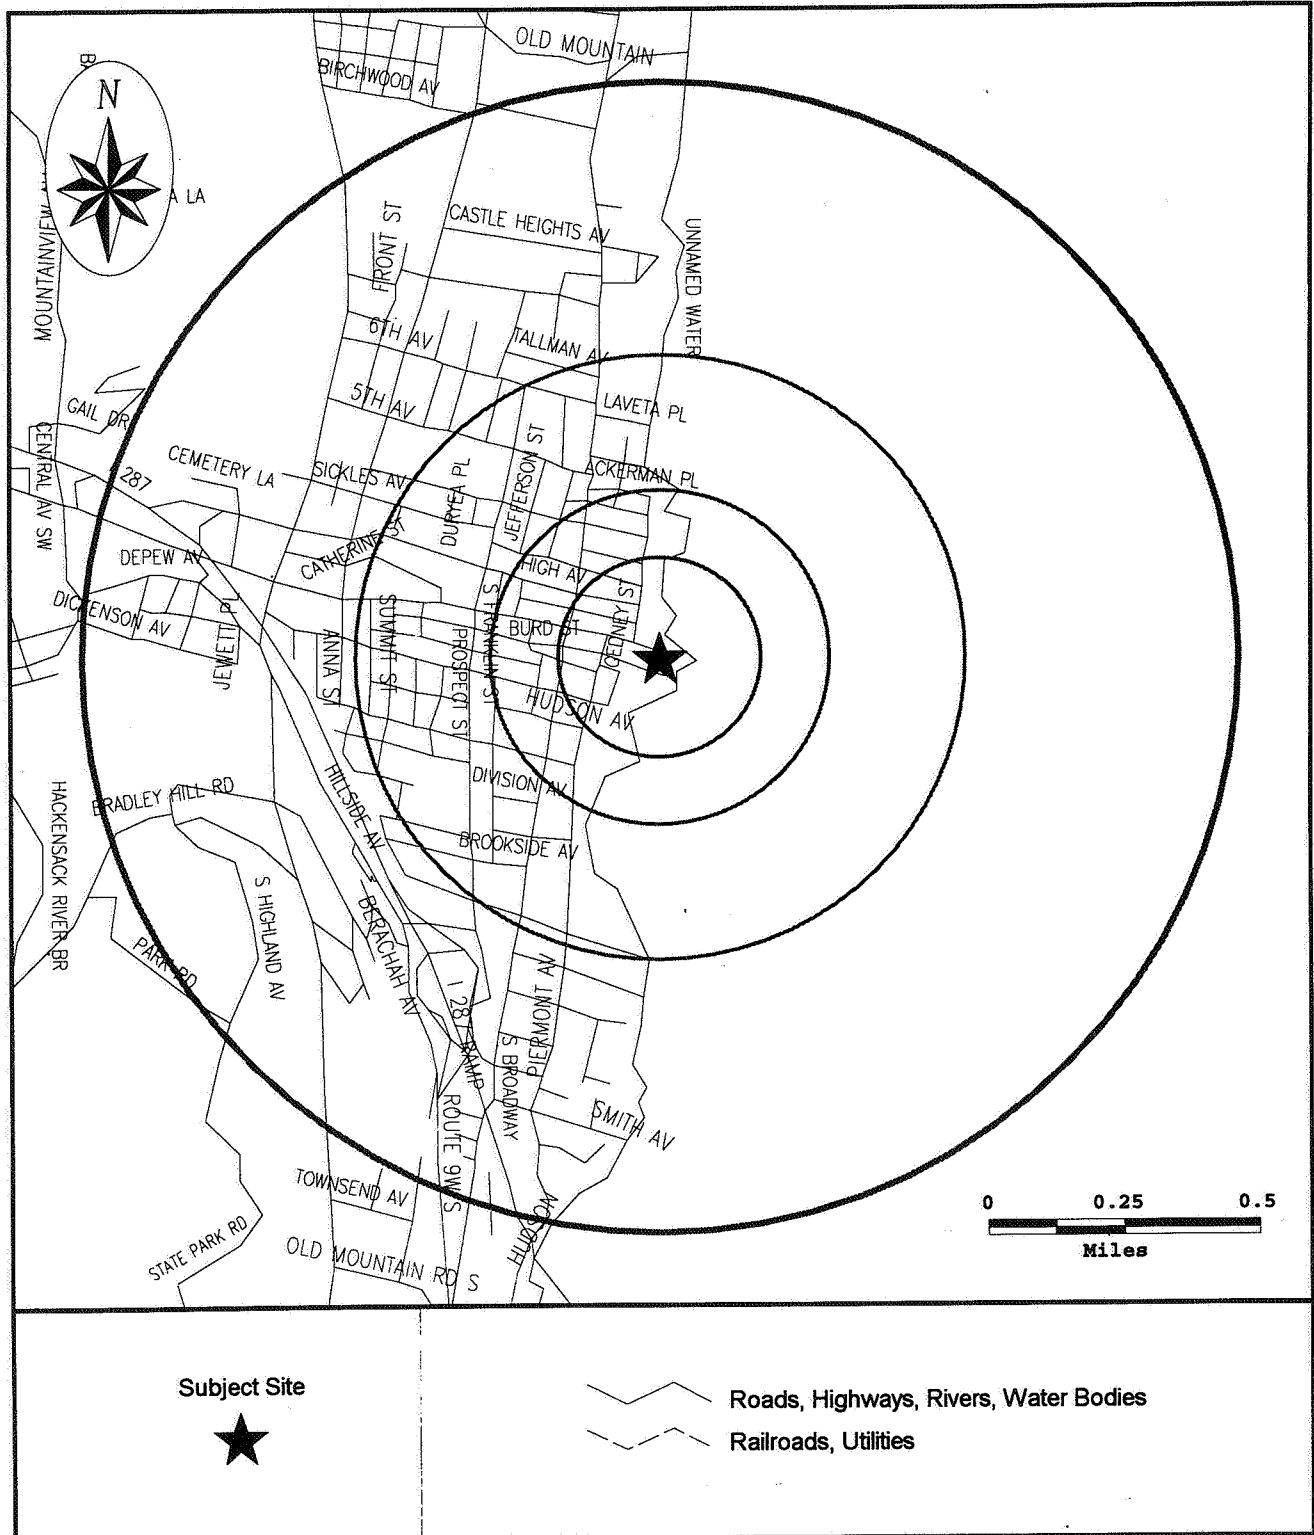 OLD MOUNTAIN
BIRCHWOOD AV
N
A LA
MOUNTAINVIEW
FRONT ST
CASTLE HEIGHTS AV
UNNAMED WATER
6TH AV
TALLMAN AV
5TH AV
LAVETA PL
GAIL DR
CENTRAL AV SW
287
CEMETERY LA
SICKLES AV
DURYEA PL
JEFFERSON ST
ACKERMAN PL
DEPEW AV
CATHERINE ST
HIGH AV
DICKENSON AV
JEWETT PL
ANNA ST
SUMMIT ST
PROSPECT ST
S FRANKLIN ST
BURD ST
GEDNEY ST
HUDSON AV
HACKENSACK RIVER BR
BRADLEY HILL RD
HILLSIDE AV
DIVISION AV
BROOKSIDE AV
S HIGHLAND AV
BERACHAH AV
PARK RD
I 287 RAMP
PIERMONT AV
S BROADWAY
ROUTE 9W S
SMITH AV
TOWNSEND AV
HUDSON
STATE PARK RD
OLD MOUNTAIN RD S
0 0.25 0.5
Miles
Subject Site
Roads, Highways, Rivers, Water Bodies
Railroads, Utilities